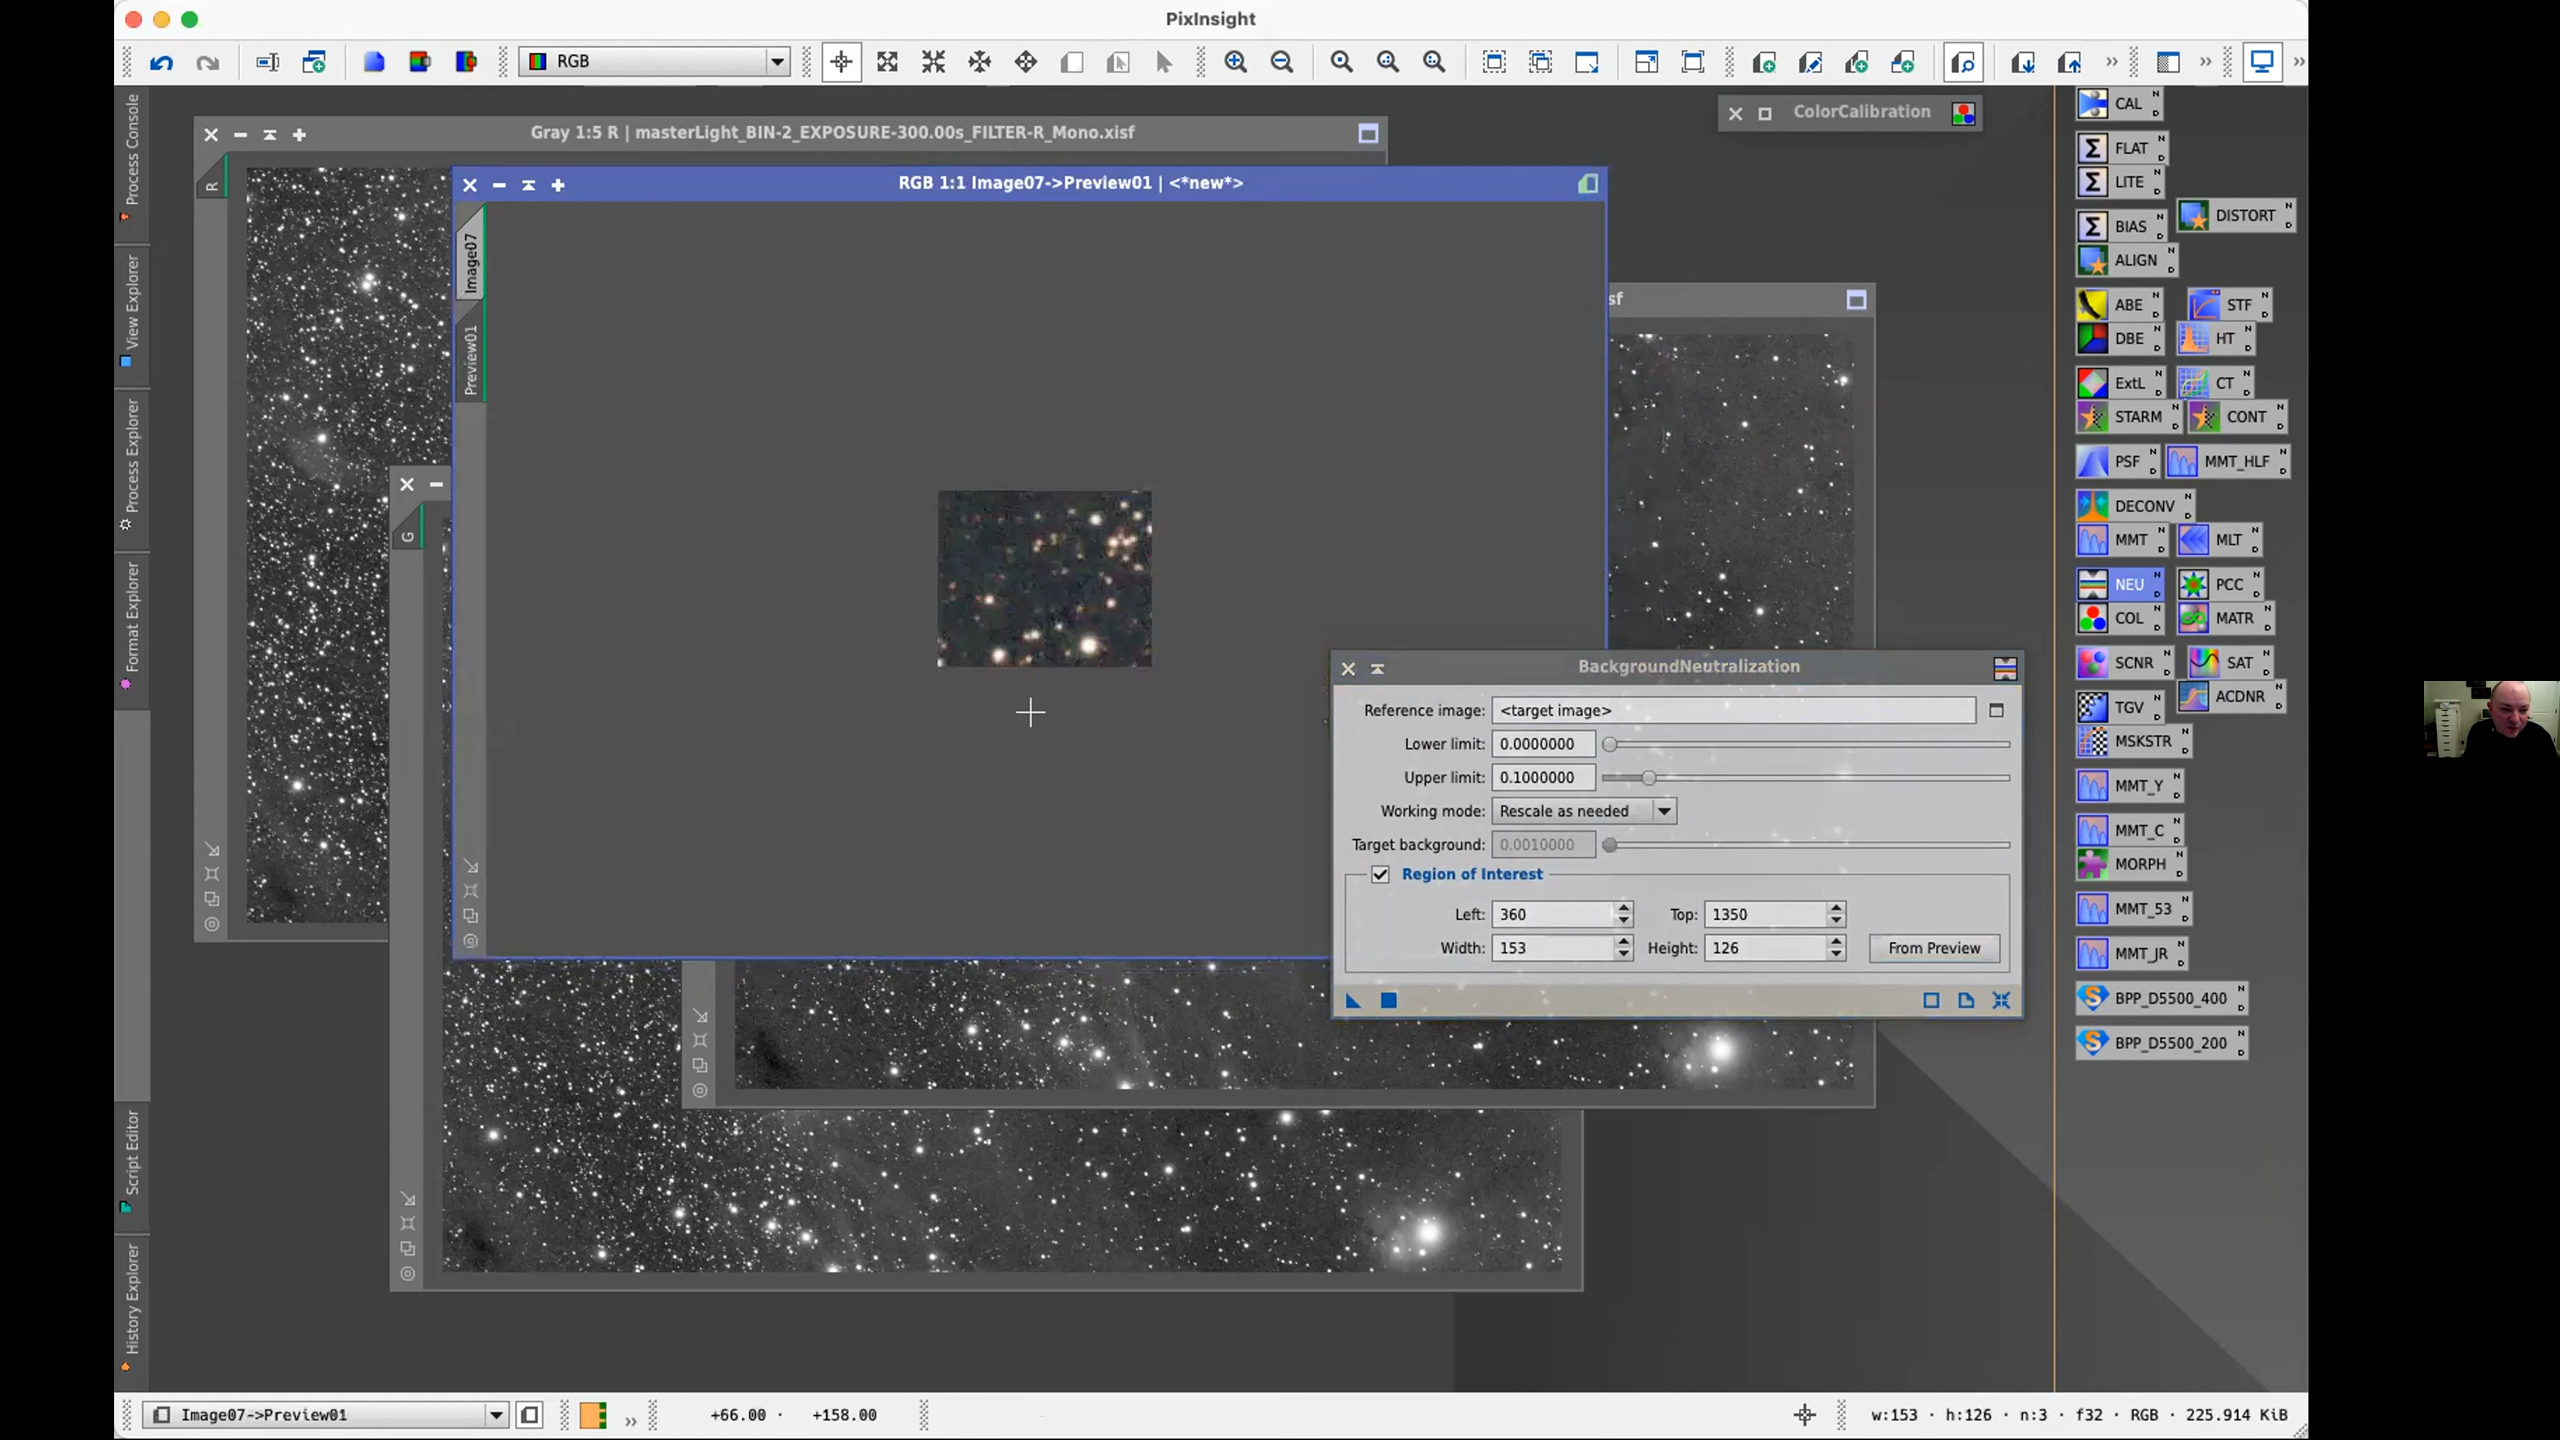 PixInsight
RGB
Process Console
View Explorer
Process Explorer
Format Explorer
Script Editor
History Explorer
Gray 1:5 R | masterLight_BIN-2_EXPOSURE-300.00s_FILTER-R_Mono.xisf
R
RGB 1:1 Image07->Preview01 | <*new*>
Image07
Preview01
G
sf
ColorCalibration
BackgroundNeutralization
Reference image: <target image>
Lower limit: 0.0000000
Upper limit: 0.1000000
Working mode: Rescale as needed
Target background: 0.0010000
Region of Interest
Left: 360 Top: 1350
Width: 153 Height: 126 From Preview
CAL N D
FLAT N D
LITE N D
BIAS N D DISTORT N D
ALIGN N D
ABE N D STF N D
DBE N D HT N D
ExtL N D CT N D
STARM N D CONT N D
PSF N D MMT_HLF N D
DECONV N D
MMT N D MLT N D
NEU N D PCC N D
COL N D MATR N D
SCNR N D SAT N D
TGV N D ACDNR N D
MSKSTR N D
MMT_Y N D
MMT_C N D
MORPH N D
MMT_53 N D
MMT_JR N D
BPP_D5500_400 N D
BPP_D5500_200 N D
Image07->Preview01
+66.00 · +158.00
w:153 · h:126 · n:3 · f32 · RGB · 225.914 KiB